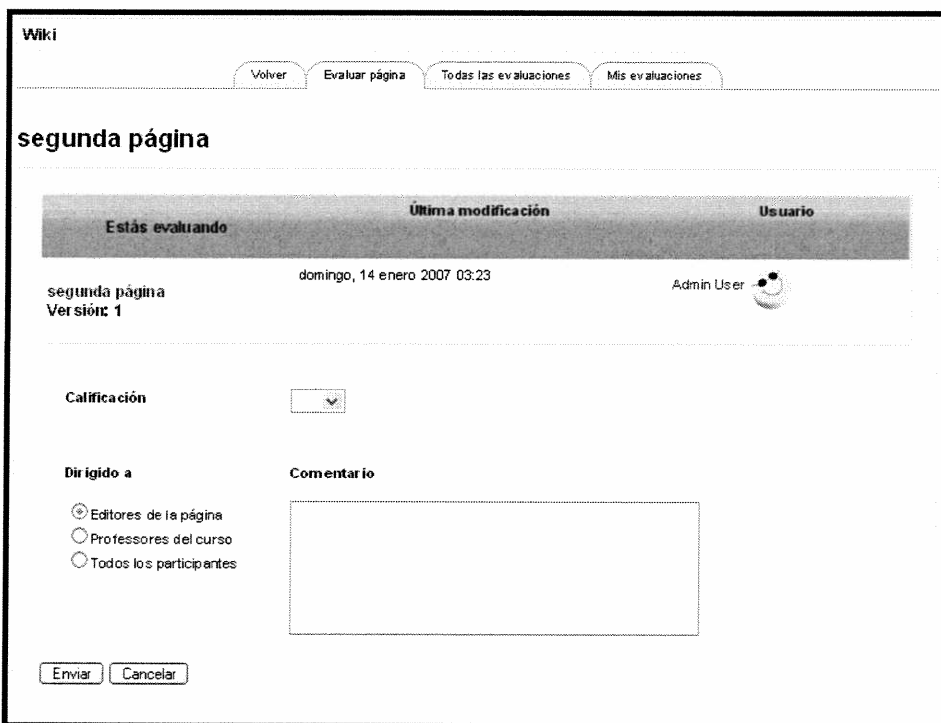 Wiki
Volver Evaluar página Todas las evaluaciones Mis evaluaciones
segunda página
Estás evaluando Última modificación Usuario
segunda página domingo, 14 enero 2007 03:23 Admin User
Versión: 1
Calificación
Dirigido a Comentario
Editores de la página
Professores del curso
Todos los participantes
Enviar Cancelar